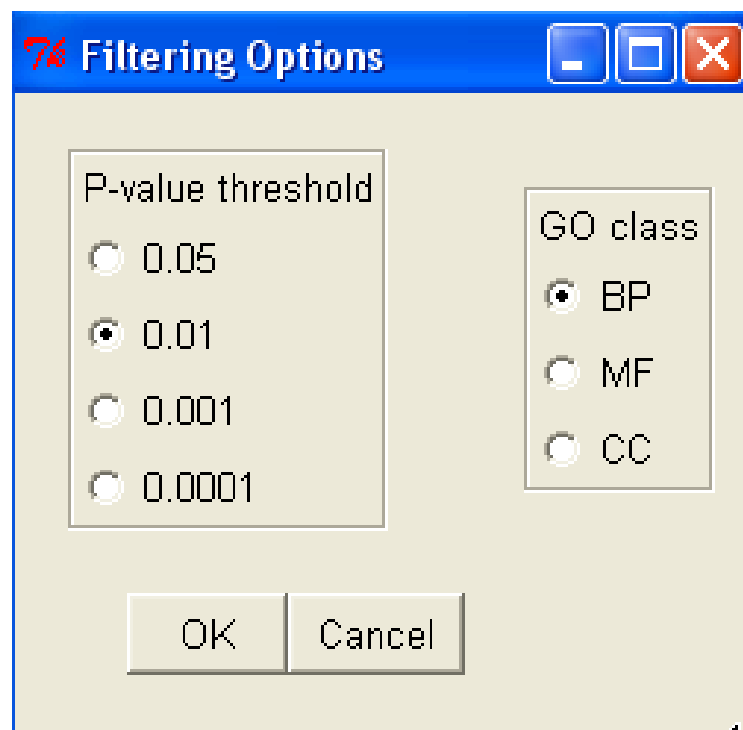 7k Filtering Options
P-value threshold
0.05
0.01
0.001
0.0001
GO class
BP
MF
CC
OK
Cancel